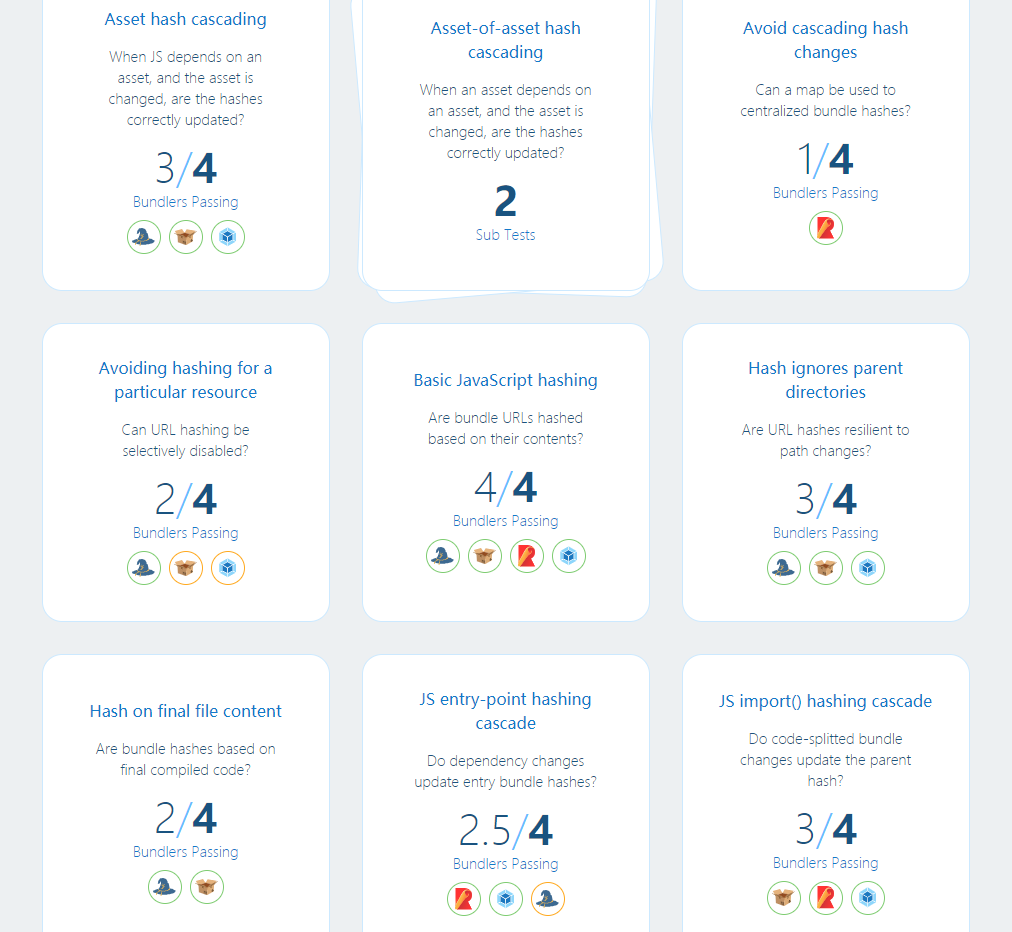 Asset hash cascading
When JS depends on an
asset, and the asset is
changed, are the hashes
correctly updated?
3/4
Bundlers Passing
Asset-of-asset hash
cascading
When an asset depends on
an asset, and the asset is
changed, are the hashes
correctly updated?
2
Sub Tests
Avoid cascading hash
changes
Can a map be used to
centralized bundle hashes?
1/4
Bundlers Passing
Avoiding hashing for a
particular resource
Can URL hashing be
selectively disabled?
2/4
Bundlers Passing
Basic JavaScript hashing
Are bundle URLs hashed
based on their contents?
4/4
Bundlers Passing
Hash ignores parent
directories
Are URL hashes resilient to
path changes?
3/4
Bundlers Passing
Hash on final file content
Are bundle hashes based on
final compiled code?
2/4
Bundlers Passing
JS entry-point hashing
cascade
Do dependency changes
update entry bundle hashes?
2.5/4
Bundlers Passing
JS import() hashing cascade
Do code-splitted bundle
changes update the parent
hash?
3/4
Bundlers Passing